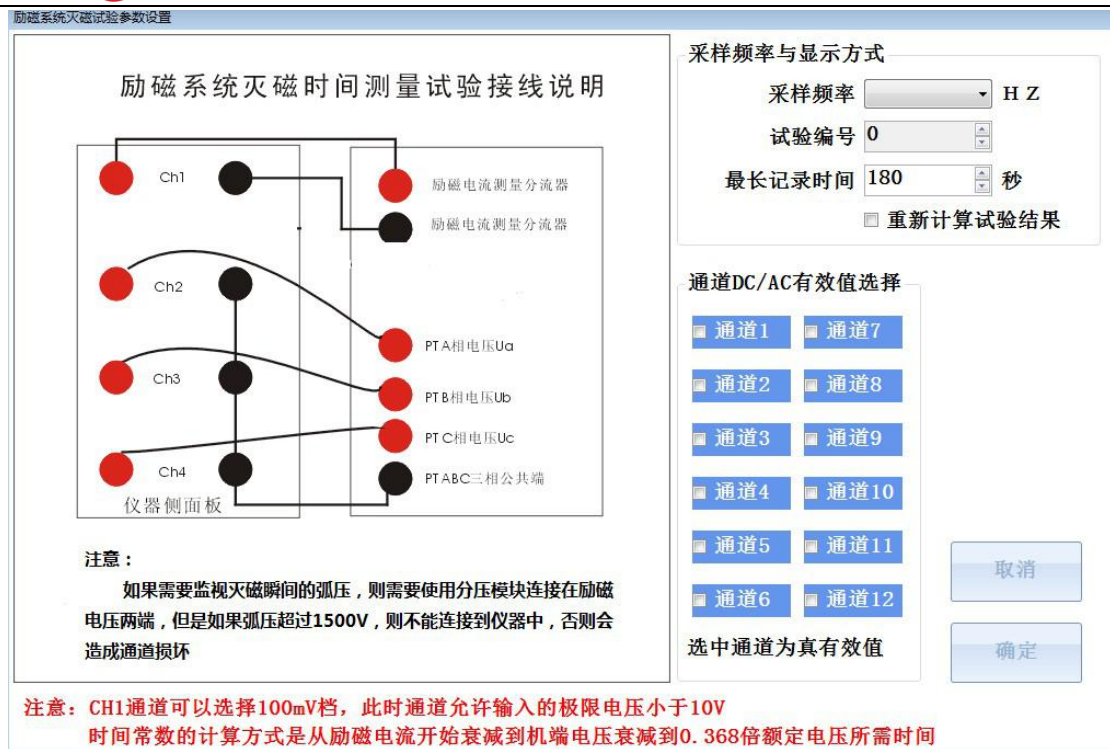 励磁系统灭磁试验参数设置
励磁系统灭磁时间测量试验接线说明
Ch1
励磁电流测量分流器
励磁电流测量分流器
Ch2
PTA相电压Ua
Ch3
PTB相电压Ub
PTC相电压Uc
Ch4
PTABC三相公共端
仪器侧面板
注意：
如果需要监视灭磁瞬间的弧压，则需要使用分压模块连接在励磁
电压两端，但是如果弧压超过1500V，则不能连接到仪器中，否则会
造成通道损坏
采样频率与显示方式
采样频率 HZ
试验编号 0
最长记录时间 180 秒
重新计算试验结果
通道DC/AC有效值选择
通道1 通道7
通道2 通道8
通道3 通道9
通道4 通道10
通道5 通道11
通道6 通道12
选中通道为真有效值
取消
确定
注意：CH1通道可以选择100mV档，此时通道允许输入的极限电压小于10V
时间常数的计算方式是从励磁电流开始衰减到机端电压衰减到0.368倍额定电压所需时间